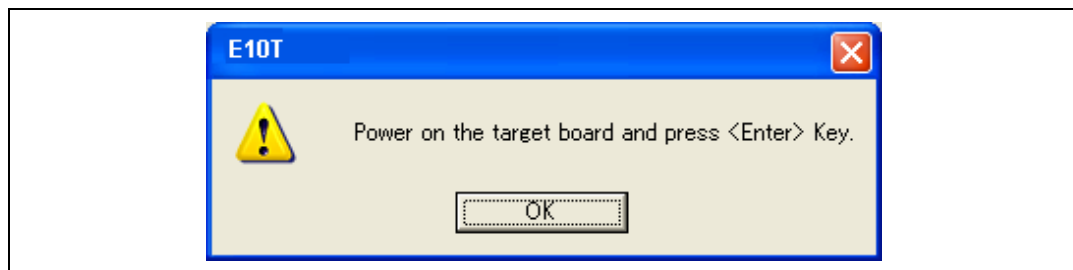 E10T
Power on the target board and press <Enter> Key.
OK